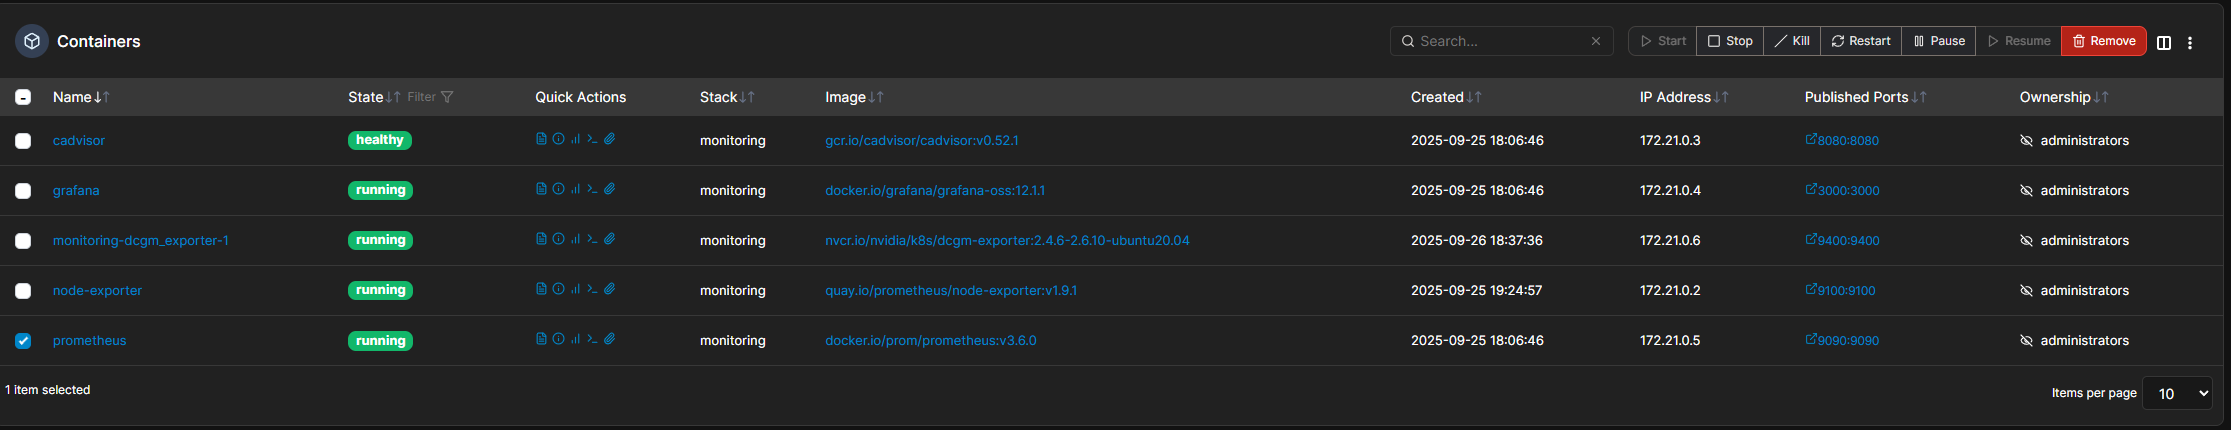 Containers Search... Start Stop Kill Restart Pause Resume Remove
Name State Filter Quick Actions Stack Image Created IP Address Published Ports Ownership
cadvisor healthy monitoring gcr.io/cadvisor/cadvisor:v0.52.1 2025-09-25 18:06:46 172.21.0.3 8080:8080 administrators
grafana running monitoring docker.io/grafana/grafana-oss:12.1.1 2025-09-25 18:06:46 172.21.0.4 3000:3000 administrators
monitoring-dcgm_exporter-1 running monitoring nvcr.io/nvidia/k8s/dcgm-exporter:2.4.6-2.6.10-ubuntu20.04 2025-09-26 18:37:36 172.21.0.6 9400:9400 administrators
node-exporter running monitoring quay.io/prometheus/node-exporter:v1.9.1 2025-09-25 19:24:57 172.21.0.2 9100:9100 administrators
prometheus running monitoring docker.io/prom/prometheus:v3.6.0 2025-09-25 18:06:46 172.21.0.5 9090:9090 administrators
1 item selected Items per page 10